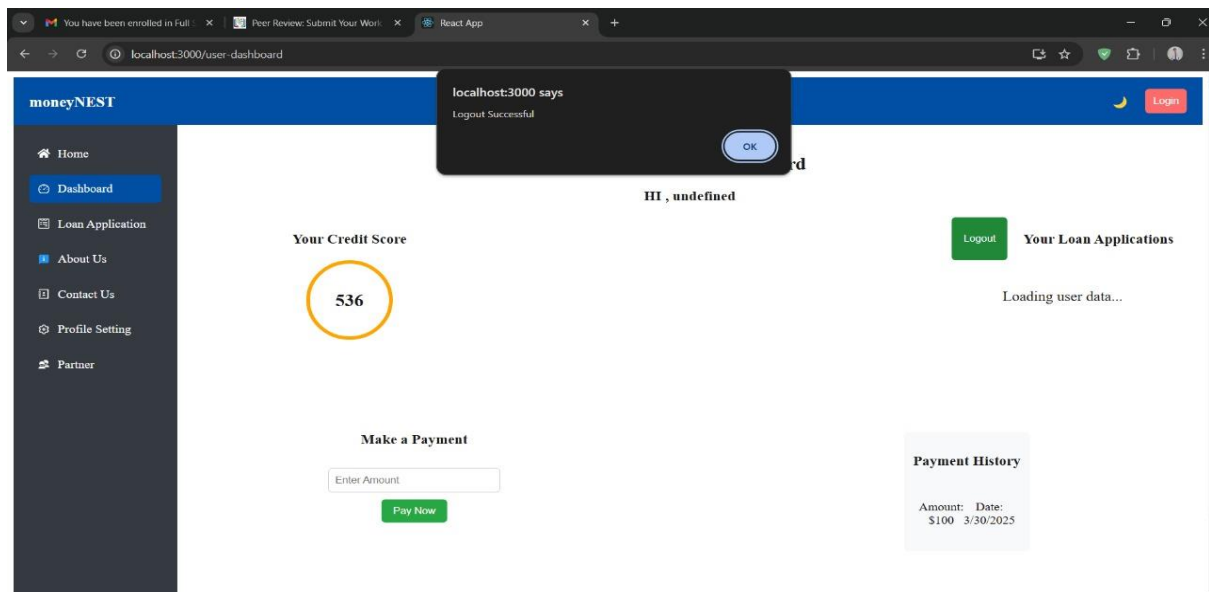 You have been enrolled in Full
Peer Review: Submit Your Work
React App
localhost:3000/user-dashboard
localhost:3000 says
Logout Successful
OK
moneyNEST
Login
Home
Dashboard
Loan Application
About Us
Contact Us
Profile Setting
Partner
rd
HI , undefined
Your Credit Score
536
Logout
Your Loan Applications
Loading user data...
Make a Payment
Enter Amount
Pay Now
Payment History
Amount: Date:
$100 3/30/2025